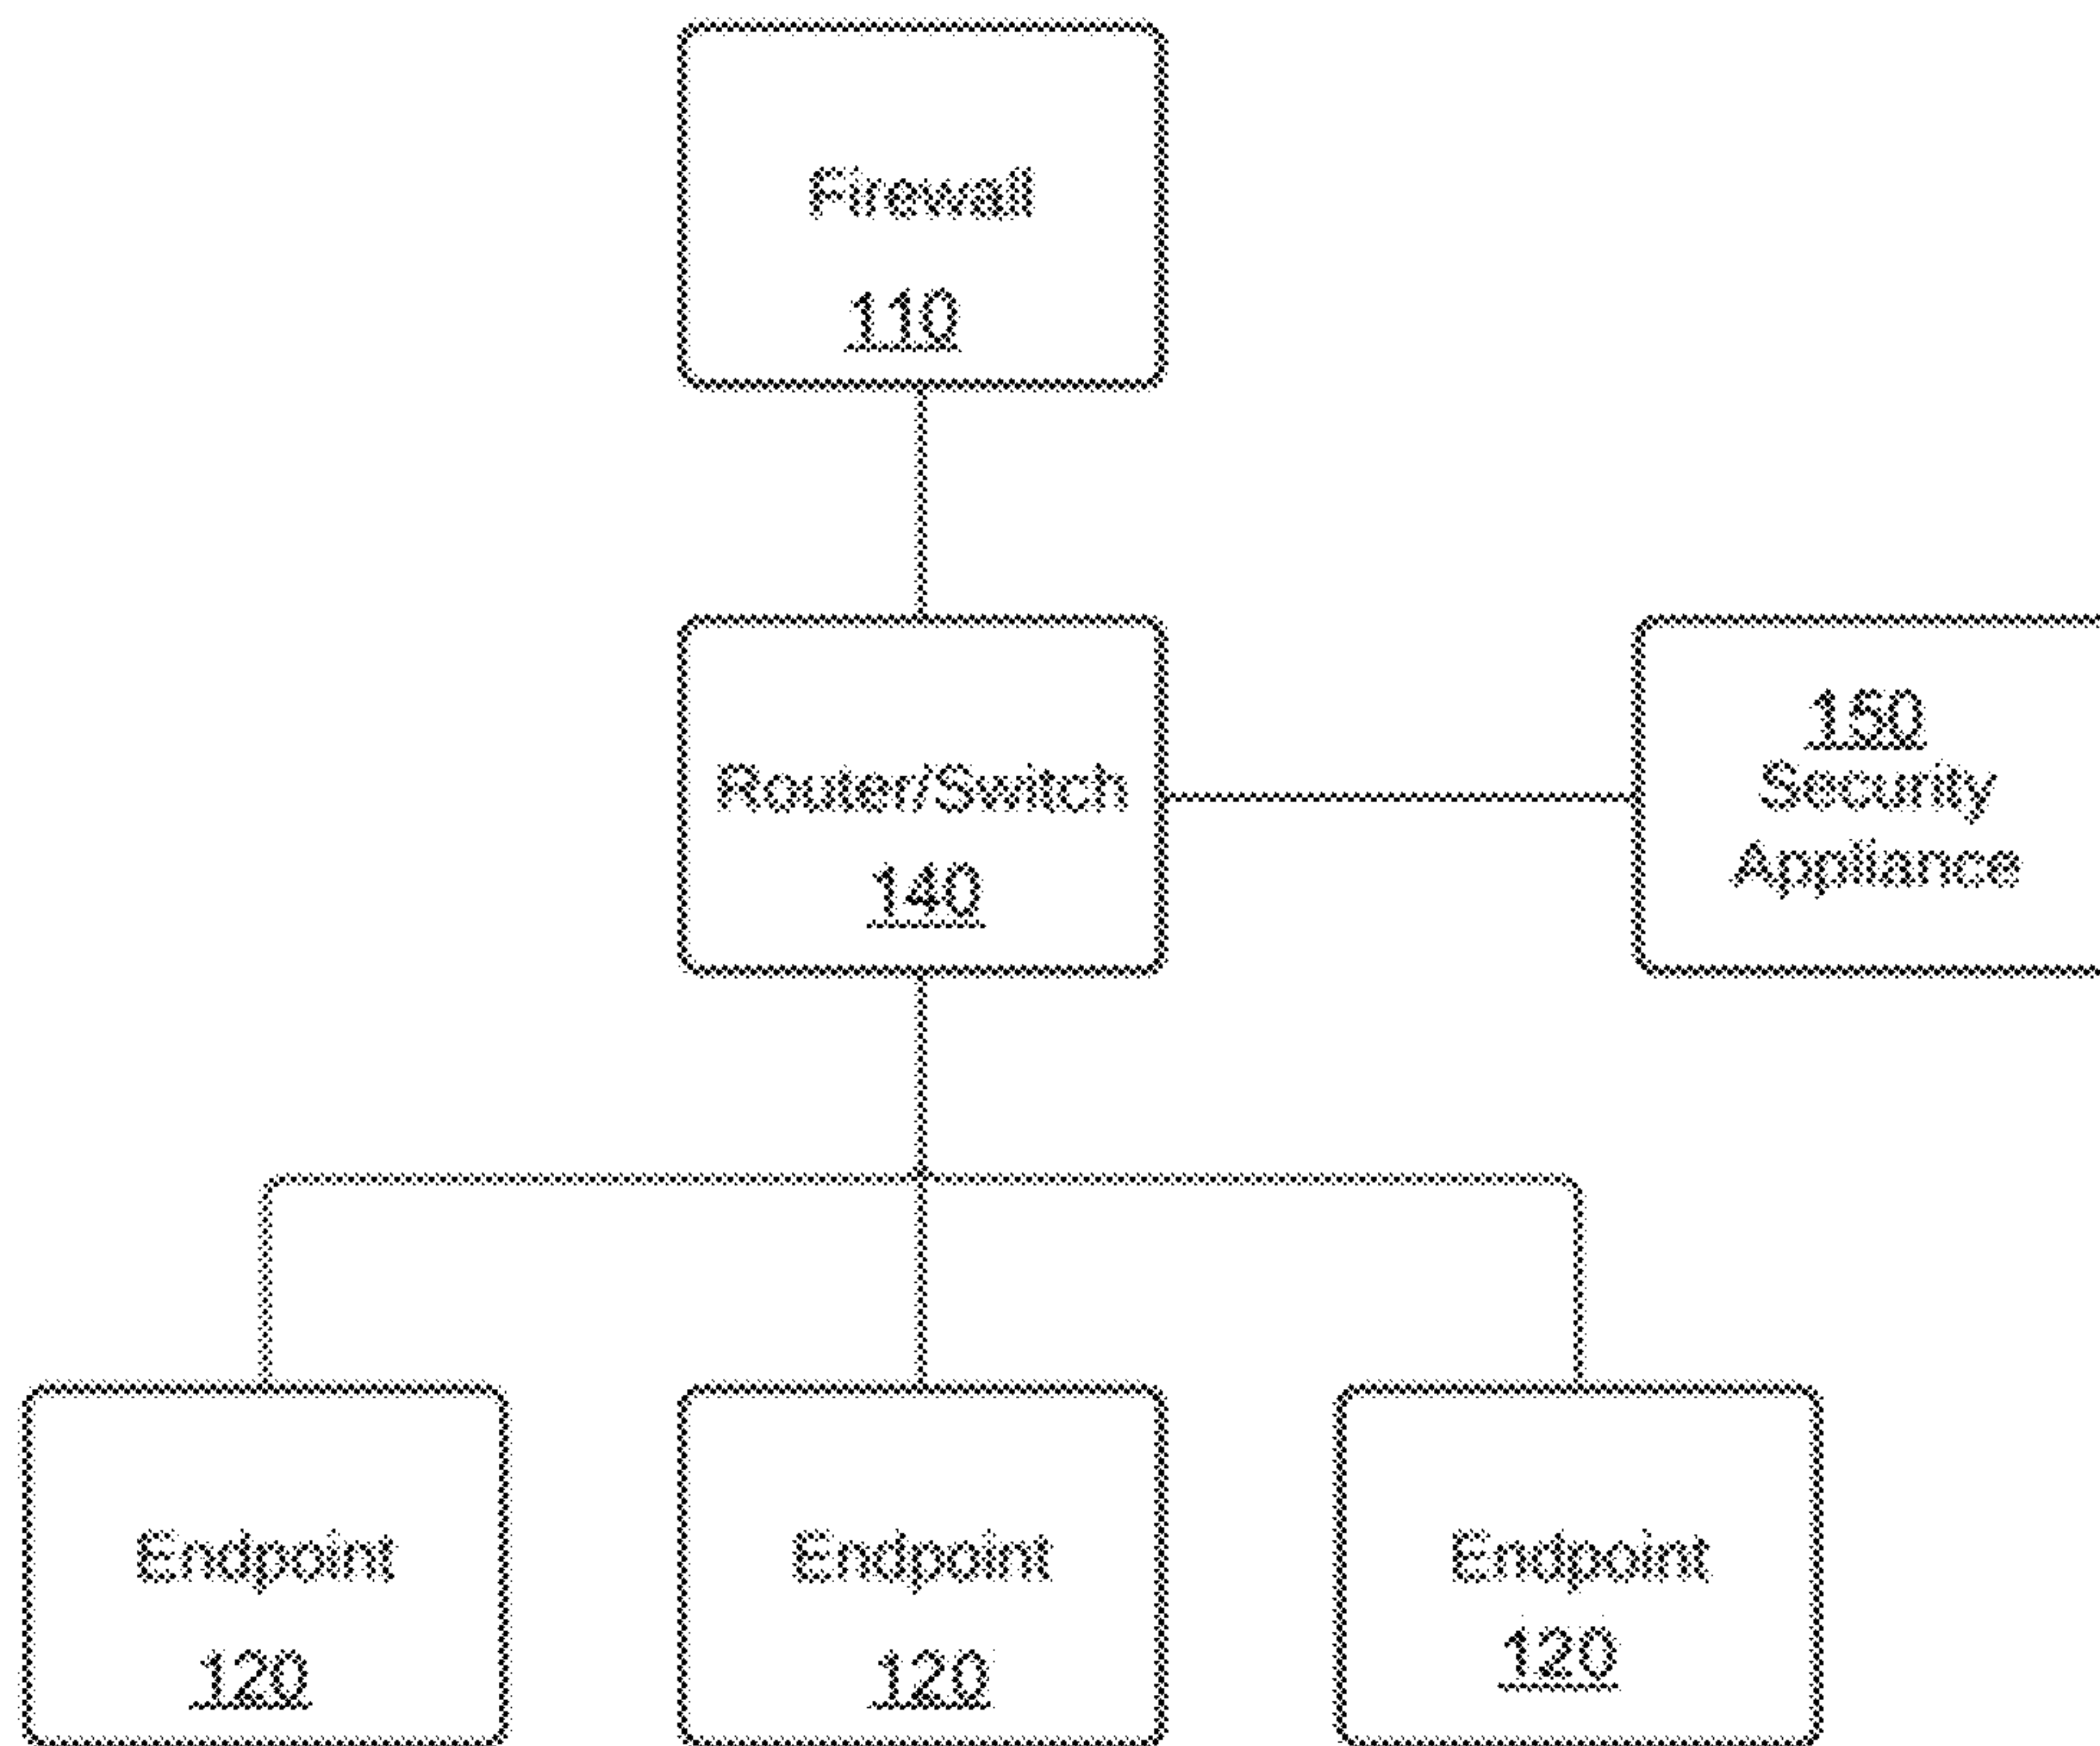 Firewall
110
Router/Switch
140
150
Security
Appliance
Endpoint
120
Endpoint
120
Endpoint
120